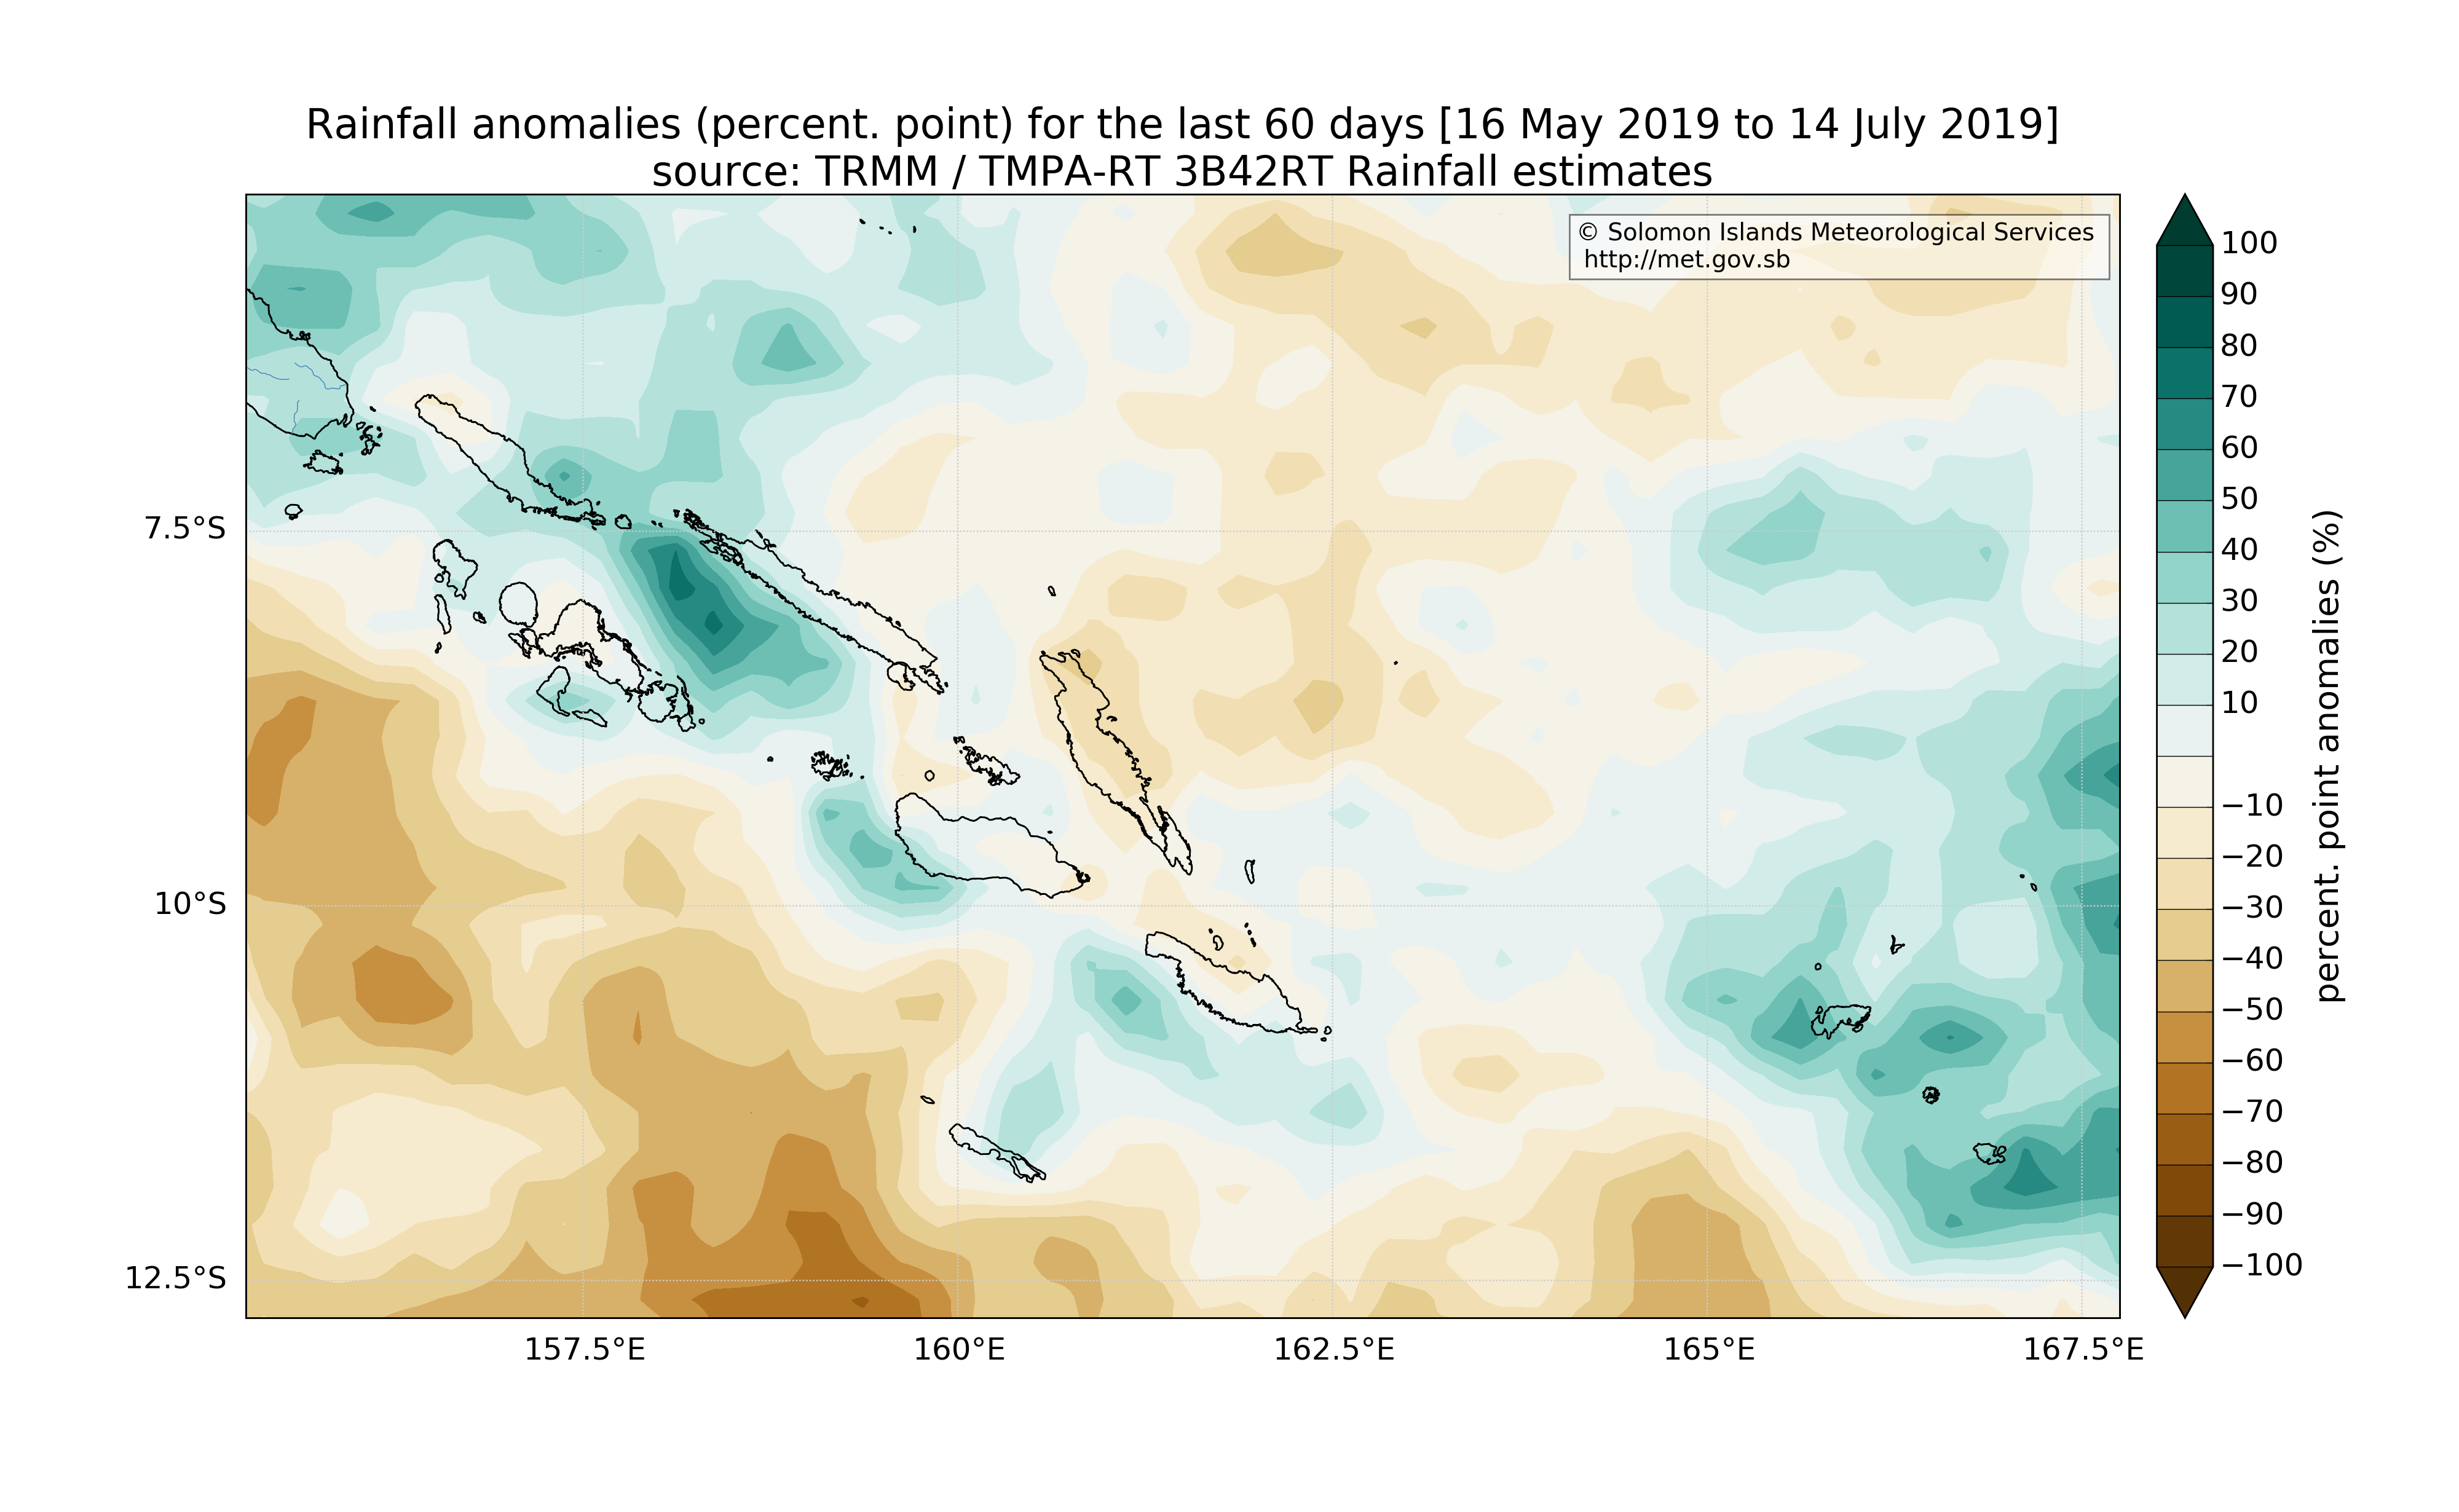 Rainfall anomalies (percent. point) for the last 60 days [16 May 2019 to 14 July 2019]
source: TRMM / TMPA-RT 3B42RT Rainfall estimates
© Solomon Islands Meteorological Services
http://met.gov.sb
7.5°S
10°S
12.5°S
157.5°E
160°E
162.5°E
165°E
167.5°E
100
90
80
70
60
50
40
30
20
10
−10
−20
−30
−40
−50
−60
−70
−80
−90
−100
percent. point anomalies (%)